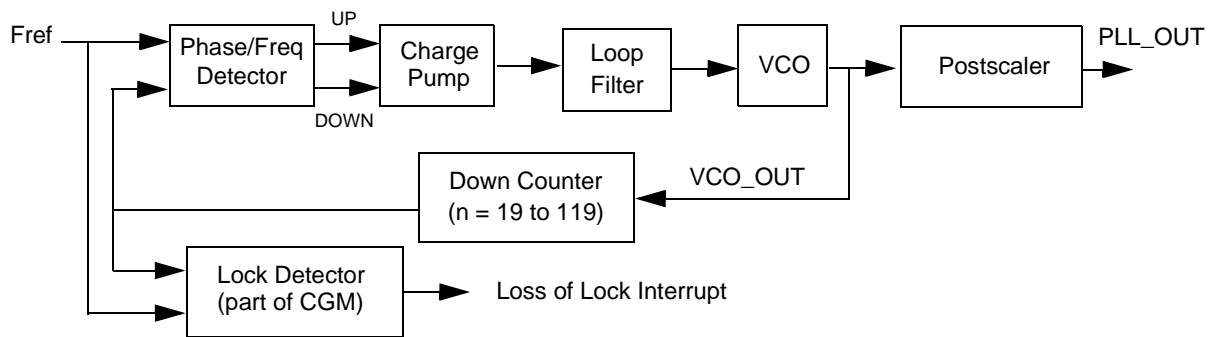 UP
Fref
Phase/Freq
Detector
Charge
Pump
Loop
Filter
VCO
Postscaler
PLL_OUT
DOWN
Down Counter
(n = 19 to 119)
VCO_OUT
Lock Detector
(part of CGM)
Loss of Lock Interrupt